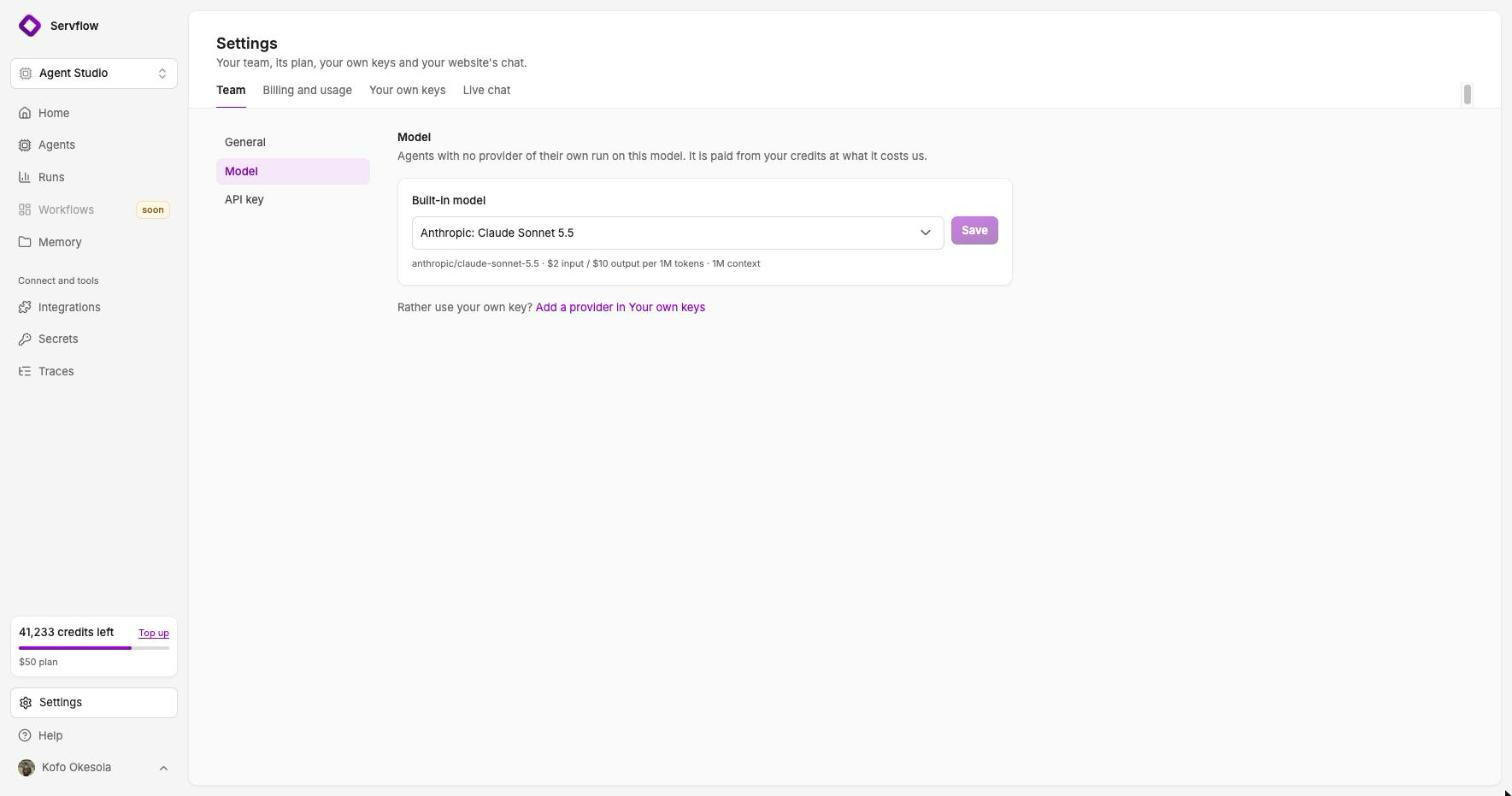 Servflow
Agent Studio
Home
Agents
Runs
Workflows soon
Memory
Connect and tools
Integrations
Secrets
Traces
41,233 credits left Top up
$50 plan
Settings
Help
Kofo Okesola
Settings
Your team, its plan, your own keys and your website's chat.
Team Billing and usage Your own keys Live chat
General
Model
API key
Model
Agents with no provider of their own run on this model. It is paid from your credits at what it costs us.
Built-in model
Anthropic: Claude Sonnet 5.5
Save
anthropic/claude-sonnet-5.5 · $2 input / $10 output per 1M tokens · 1M context
Rather use your own key? Add a provider in Your own keys